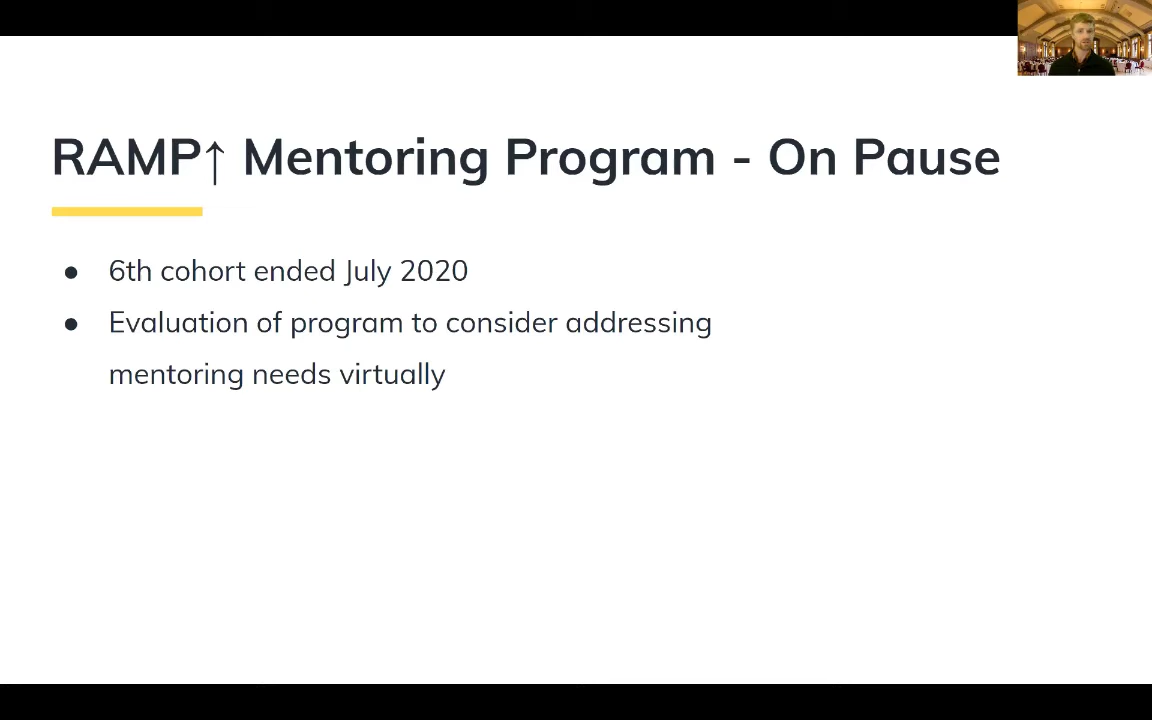 RAMP↑ Mentoring Program - On Pause
● 6th cohort ended July 2020
● Evaluation of program to consider addressing
mentoring needs virtually